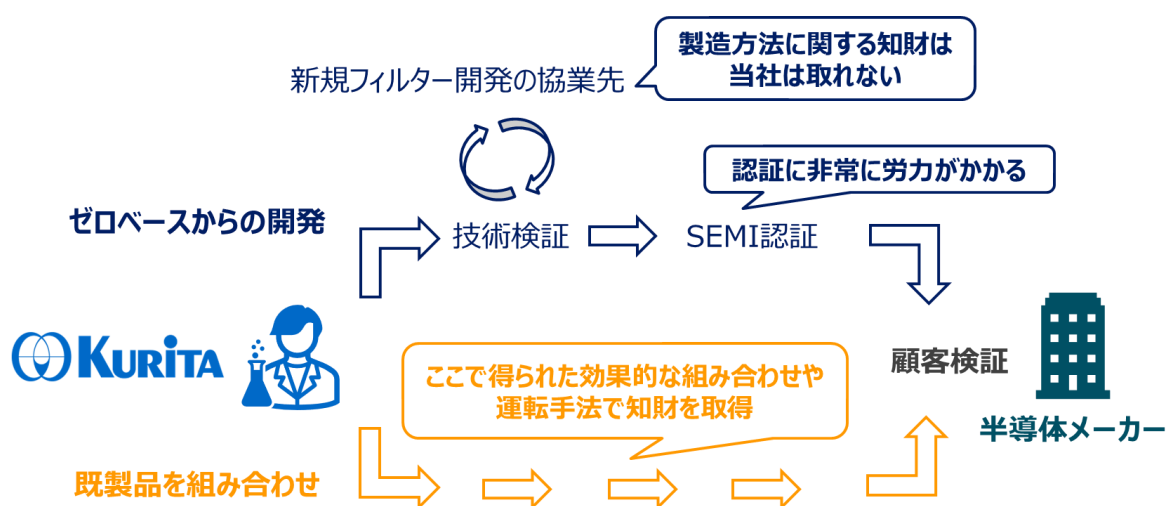 製造方法に関する知財は
当社は取れない
新規フィルター開発の協業先
認証に非常に労力がかかる
ゼロベースからの開発
技術検証
SEMI認証
KURITA
ここで得られた効果的な組み合わせや
運転手法で知財を取得
顧客検証
半導体メーカー
既製品を組み合わせ